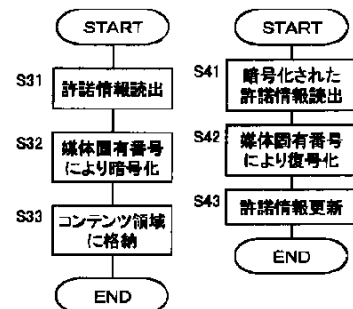 START
S31
許諾情報読出
S32
媒体固有番号
により暗号化
S33
コンテンツ領域
に格納
END
START
S41
暗号化された
許諾情報読出
S42
媒体固有番号
により復号化
S43
許諾情報更新
END